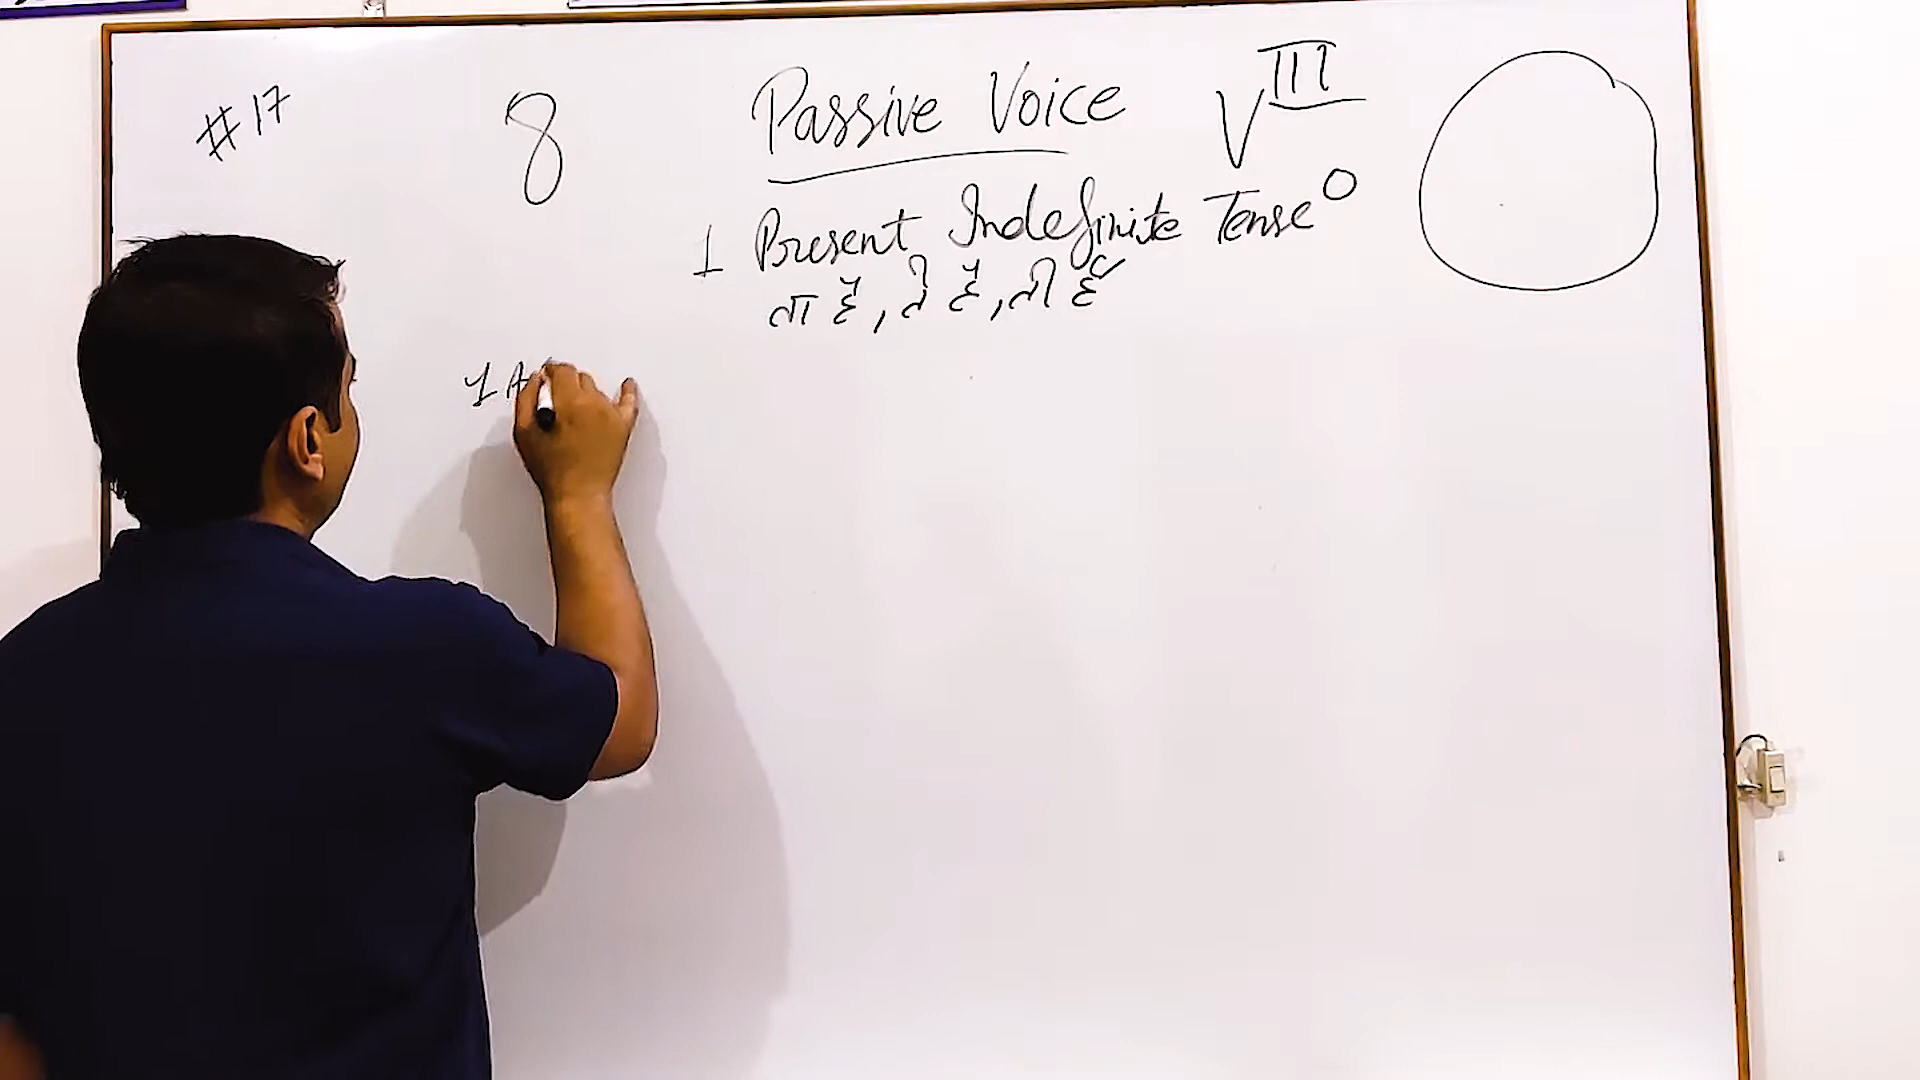 #17
8
Passive Voice V III
1 Present Indefinite Tense
ता है, ते हैं, ती है
1 A